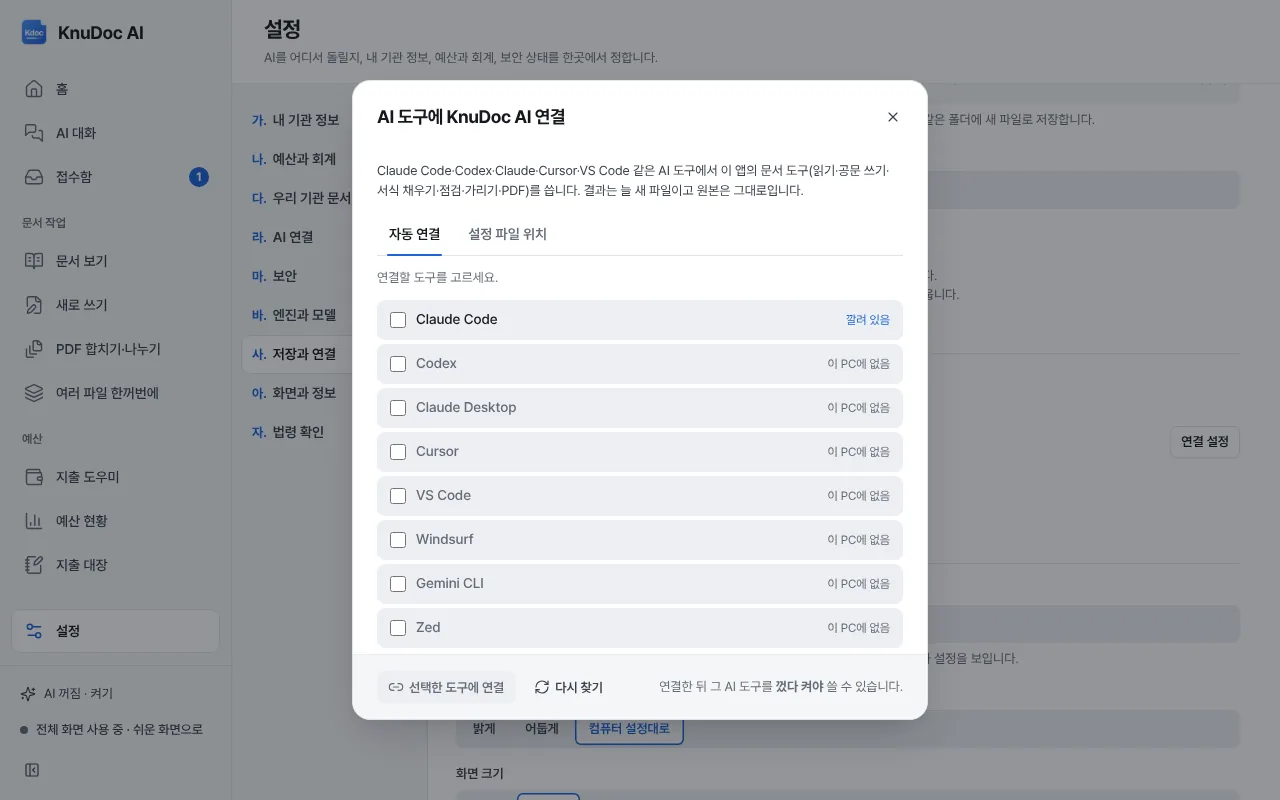 Kdoc
KnuDoc AI
홈
AI 대화
접수함
1
문서 작업
문서 보기
새로 쓰기
PDF 합치기·나누기
여러 파일 한꺼번에
예산
지출 도우미
예산 현황
지출 대장
설정
AI 꺼짐 · 켜기
전체 화면 사용 중 · 쉬운 화면으로
설정
AI를 어디서 돌릴지, 내 기관 정보, 예산과 회계, 보안 상태를 한곳에서 정합니다.
가. 내 기관 정보
나. 예산과 회계
다. 우리 기관 문서
라. AI 연결
마. 보안
바. 엔진과 모델
사. 저장과 연결
아. 화면과 정보
자. 법령 확인
AI 도구에 KnuDoc AI 연결
Claude Code·Codex·Claude·Cursor·VS Code 같은 AI 도구에서 이 앱의 문서 도구(읽기·공문 쓰기·
서식 채우기·점검·가리기·PDF)를 씁니다. 결과는 늘 새 파일이고 원본은 그대로입니다.
자동 연결
설정 파일 위치
연결할 도구를 고르세요.
Claude Code
깔려 있음
Codex
이 PC에 없음
Claude Desktop
이 PC에 없음
Cursor
이 PC에 없음
VS Code
이 PC에 없음
Windsurf
이 PC에 없음
Gemini CLI
이 PC에 없음
Zed
이 PC에 없음
선택한 도구에 연결
다시 찾기
연결한 뒤 그 AI 도구를 껐다 켜야 쓸 수 있습니다.
같은 폴더에 새 파일로 저장합니다.
연결 설정
설정을 보입니다.
밝게
어둡게
컴퓨터 설정대로
화면 크기